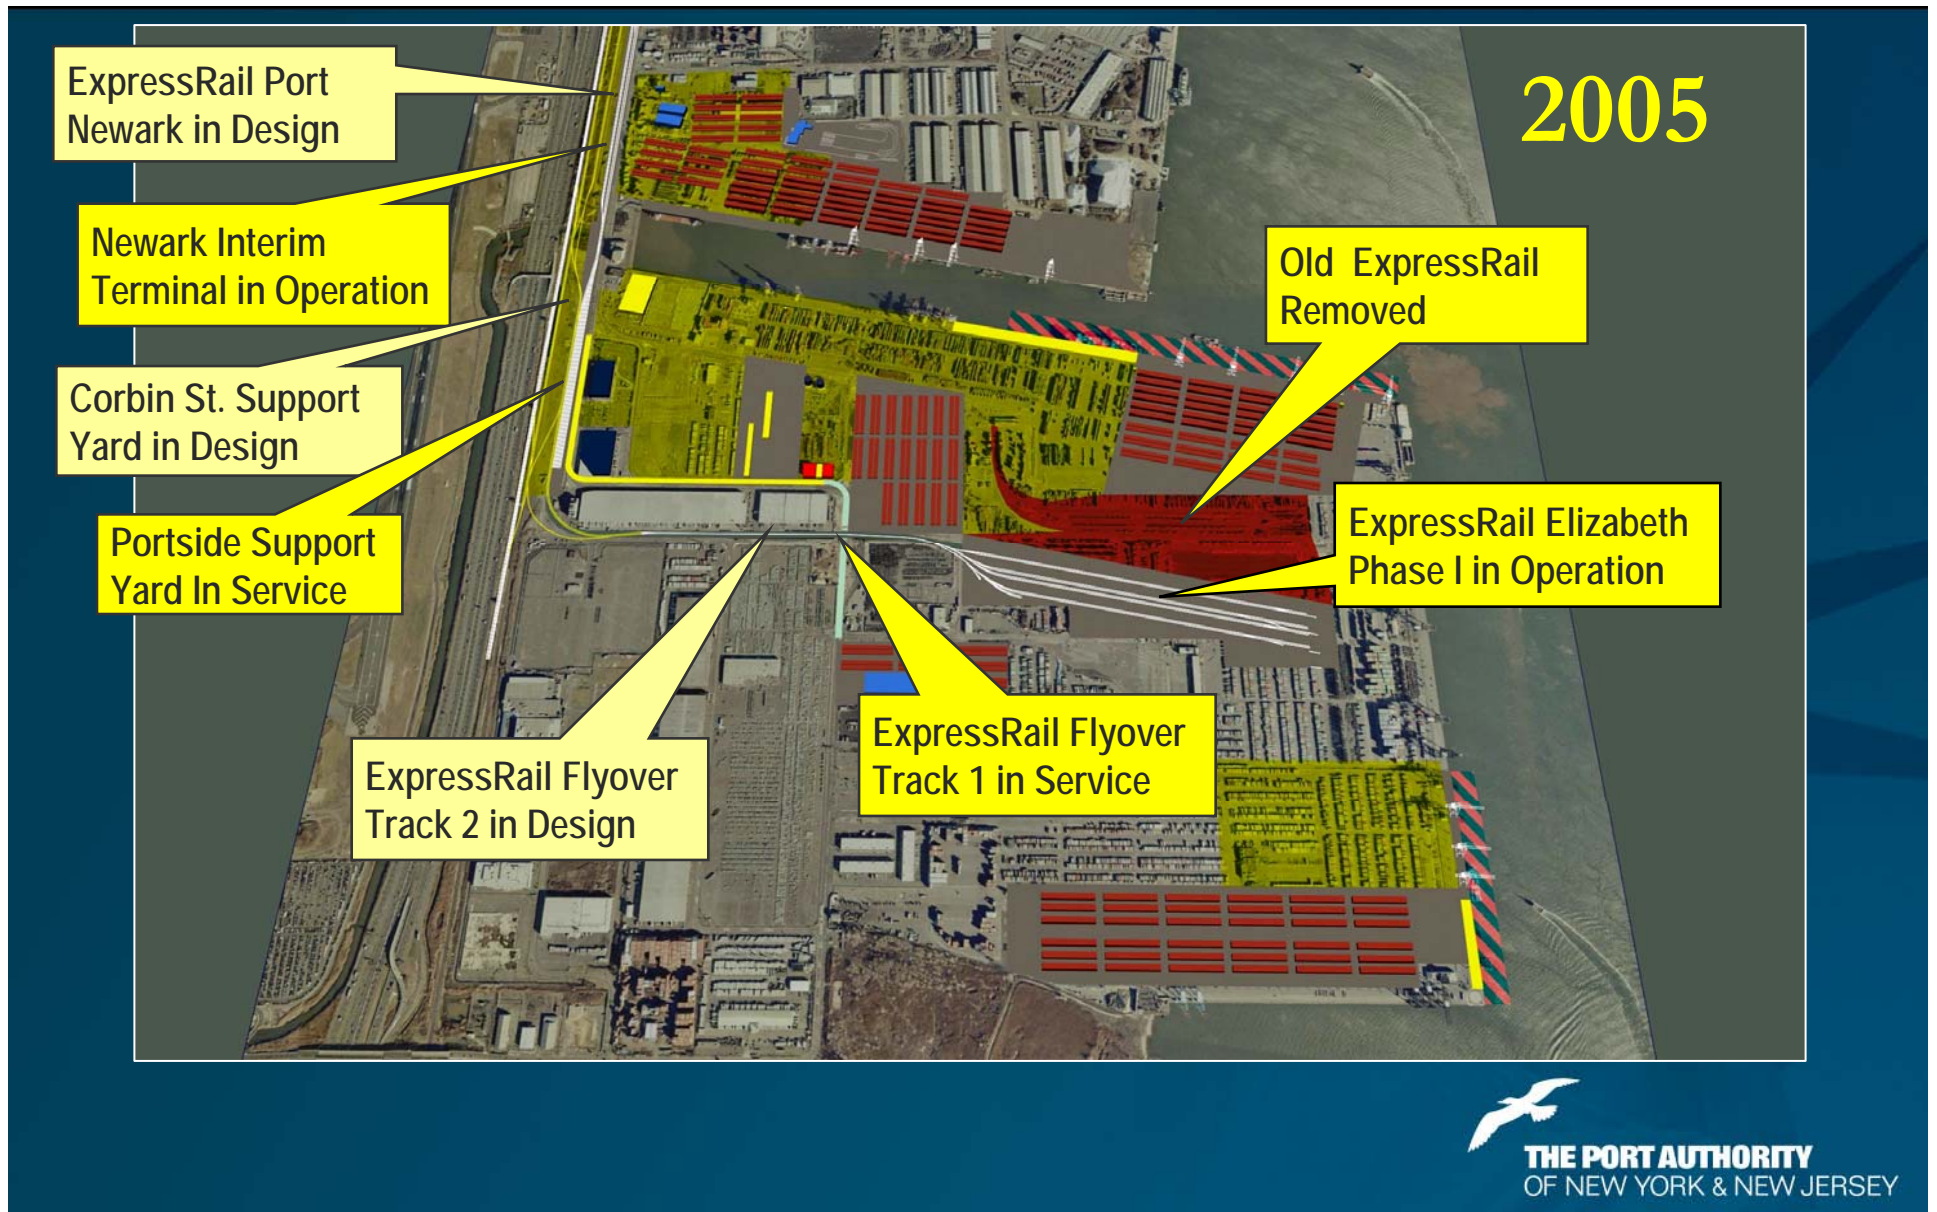 2005
ExpressRail Port
Newark in Design
Newark Interim
Terminal in Operation
Corbin St. Support
Yard in Design
Portside Support
Yard In Service
Old ExpressRail
Removed
ExpressRail Elizabeth
Phase I in Operation
ExpressRail Flyover
Track 1 in Service
ExpressRail Flyover
Track 2 in Design
THE PORT AUTHORITY
OF NEW YORK & NEW JERSEY